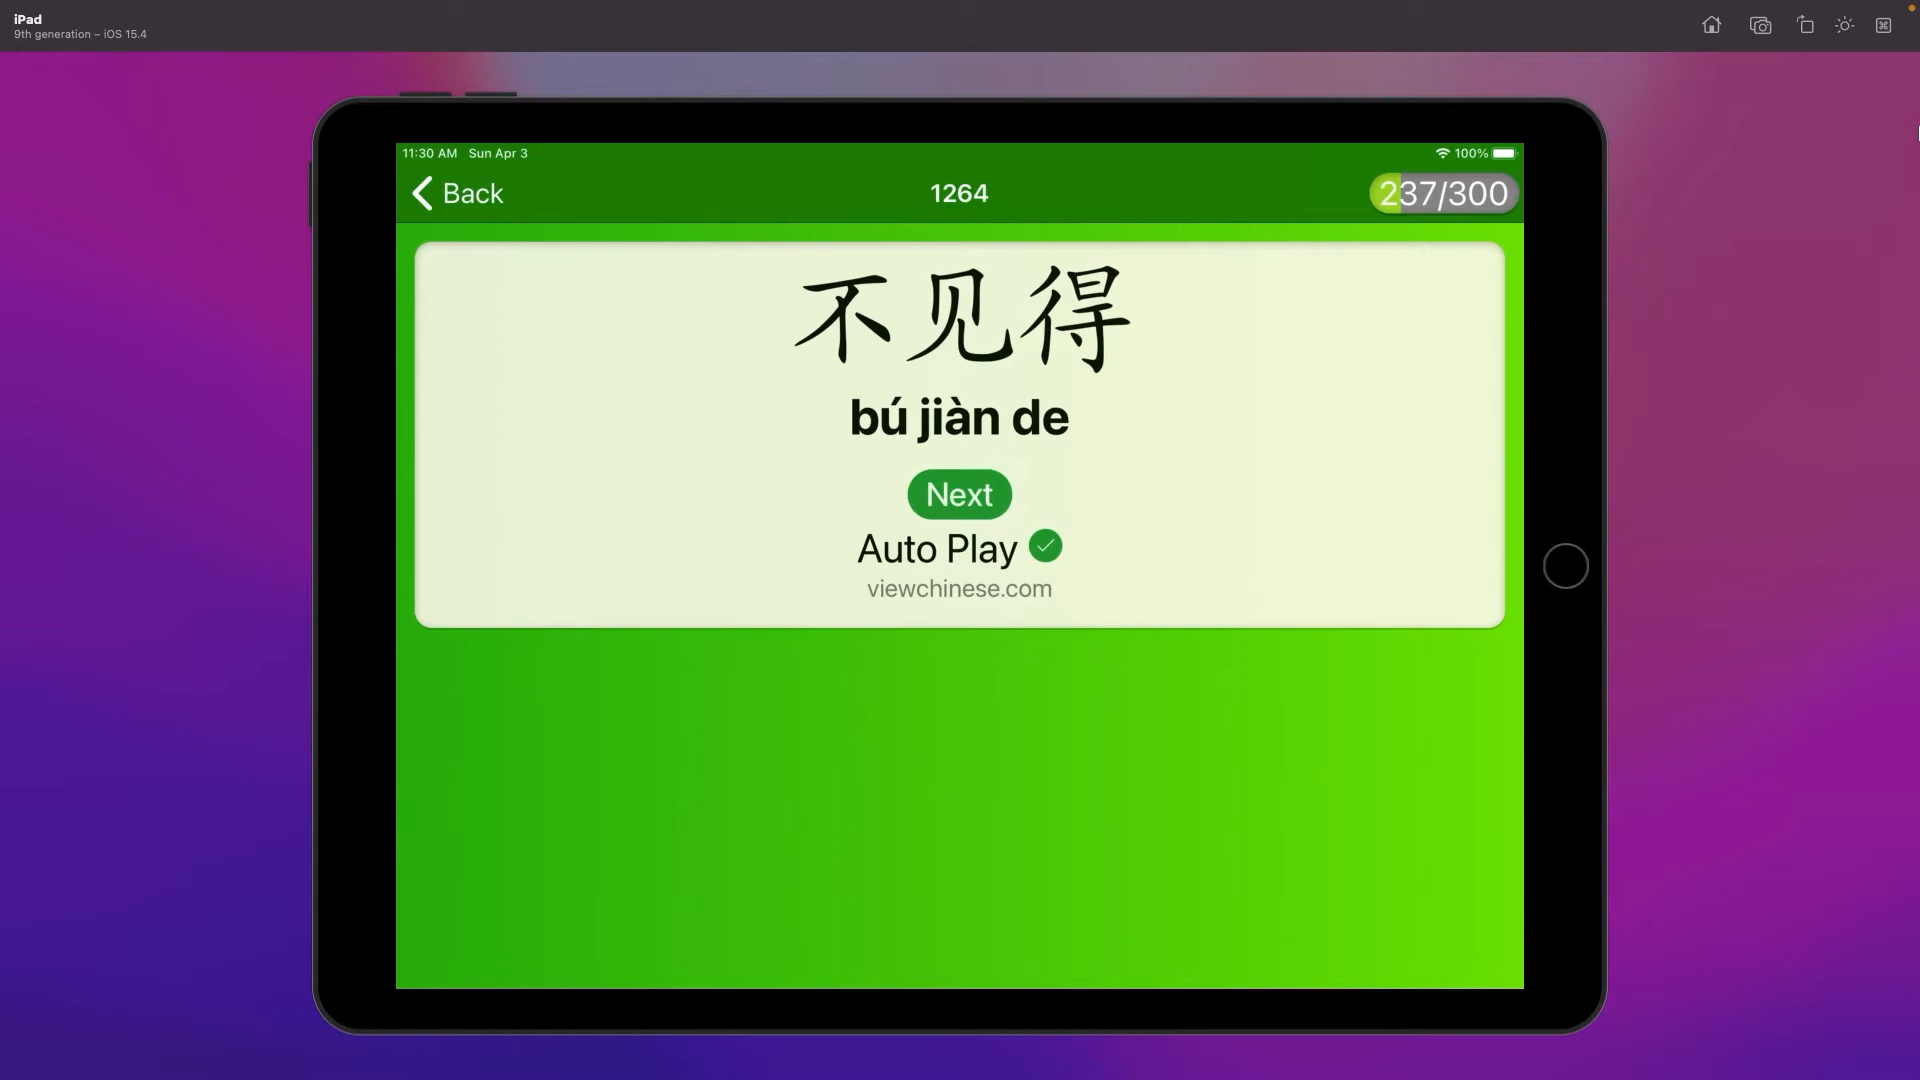 iPad
9th generation – iOS 15.4
11:30 AM Sun Apr 3
100%
Back
1264
237/300
不见得
bú jiàn de
Next
Auto Play
viewchinese.com